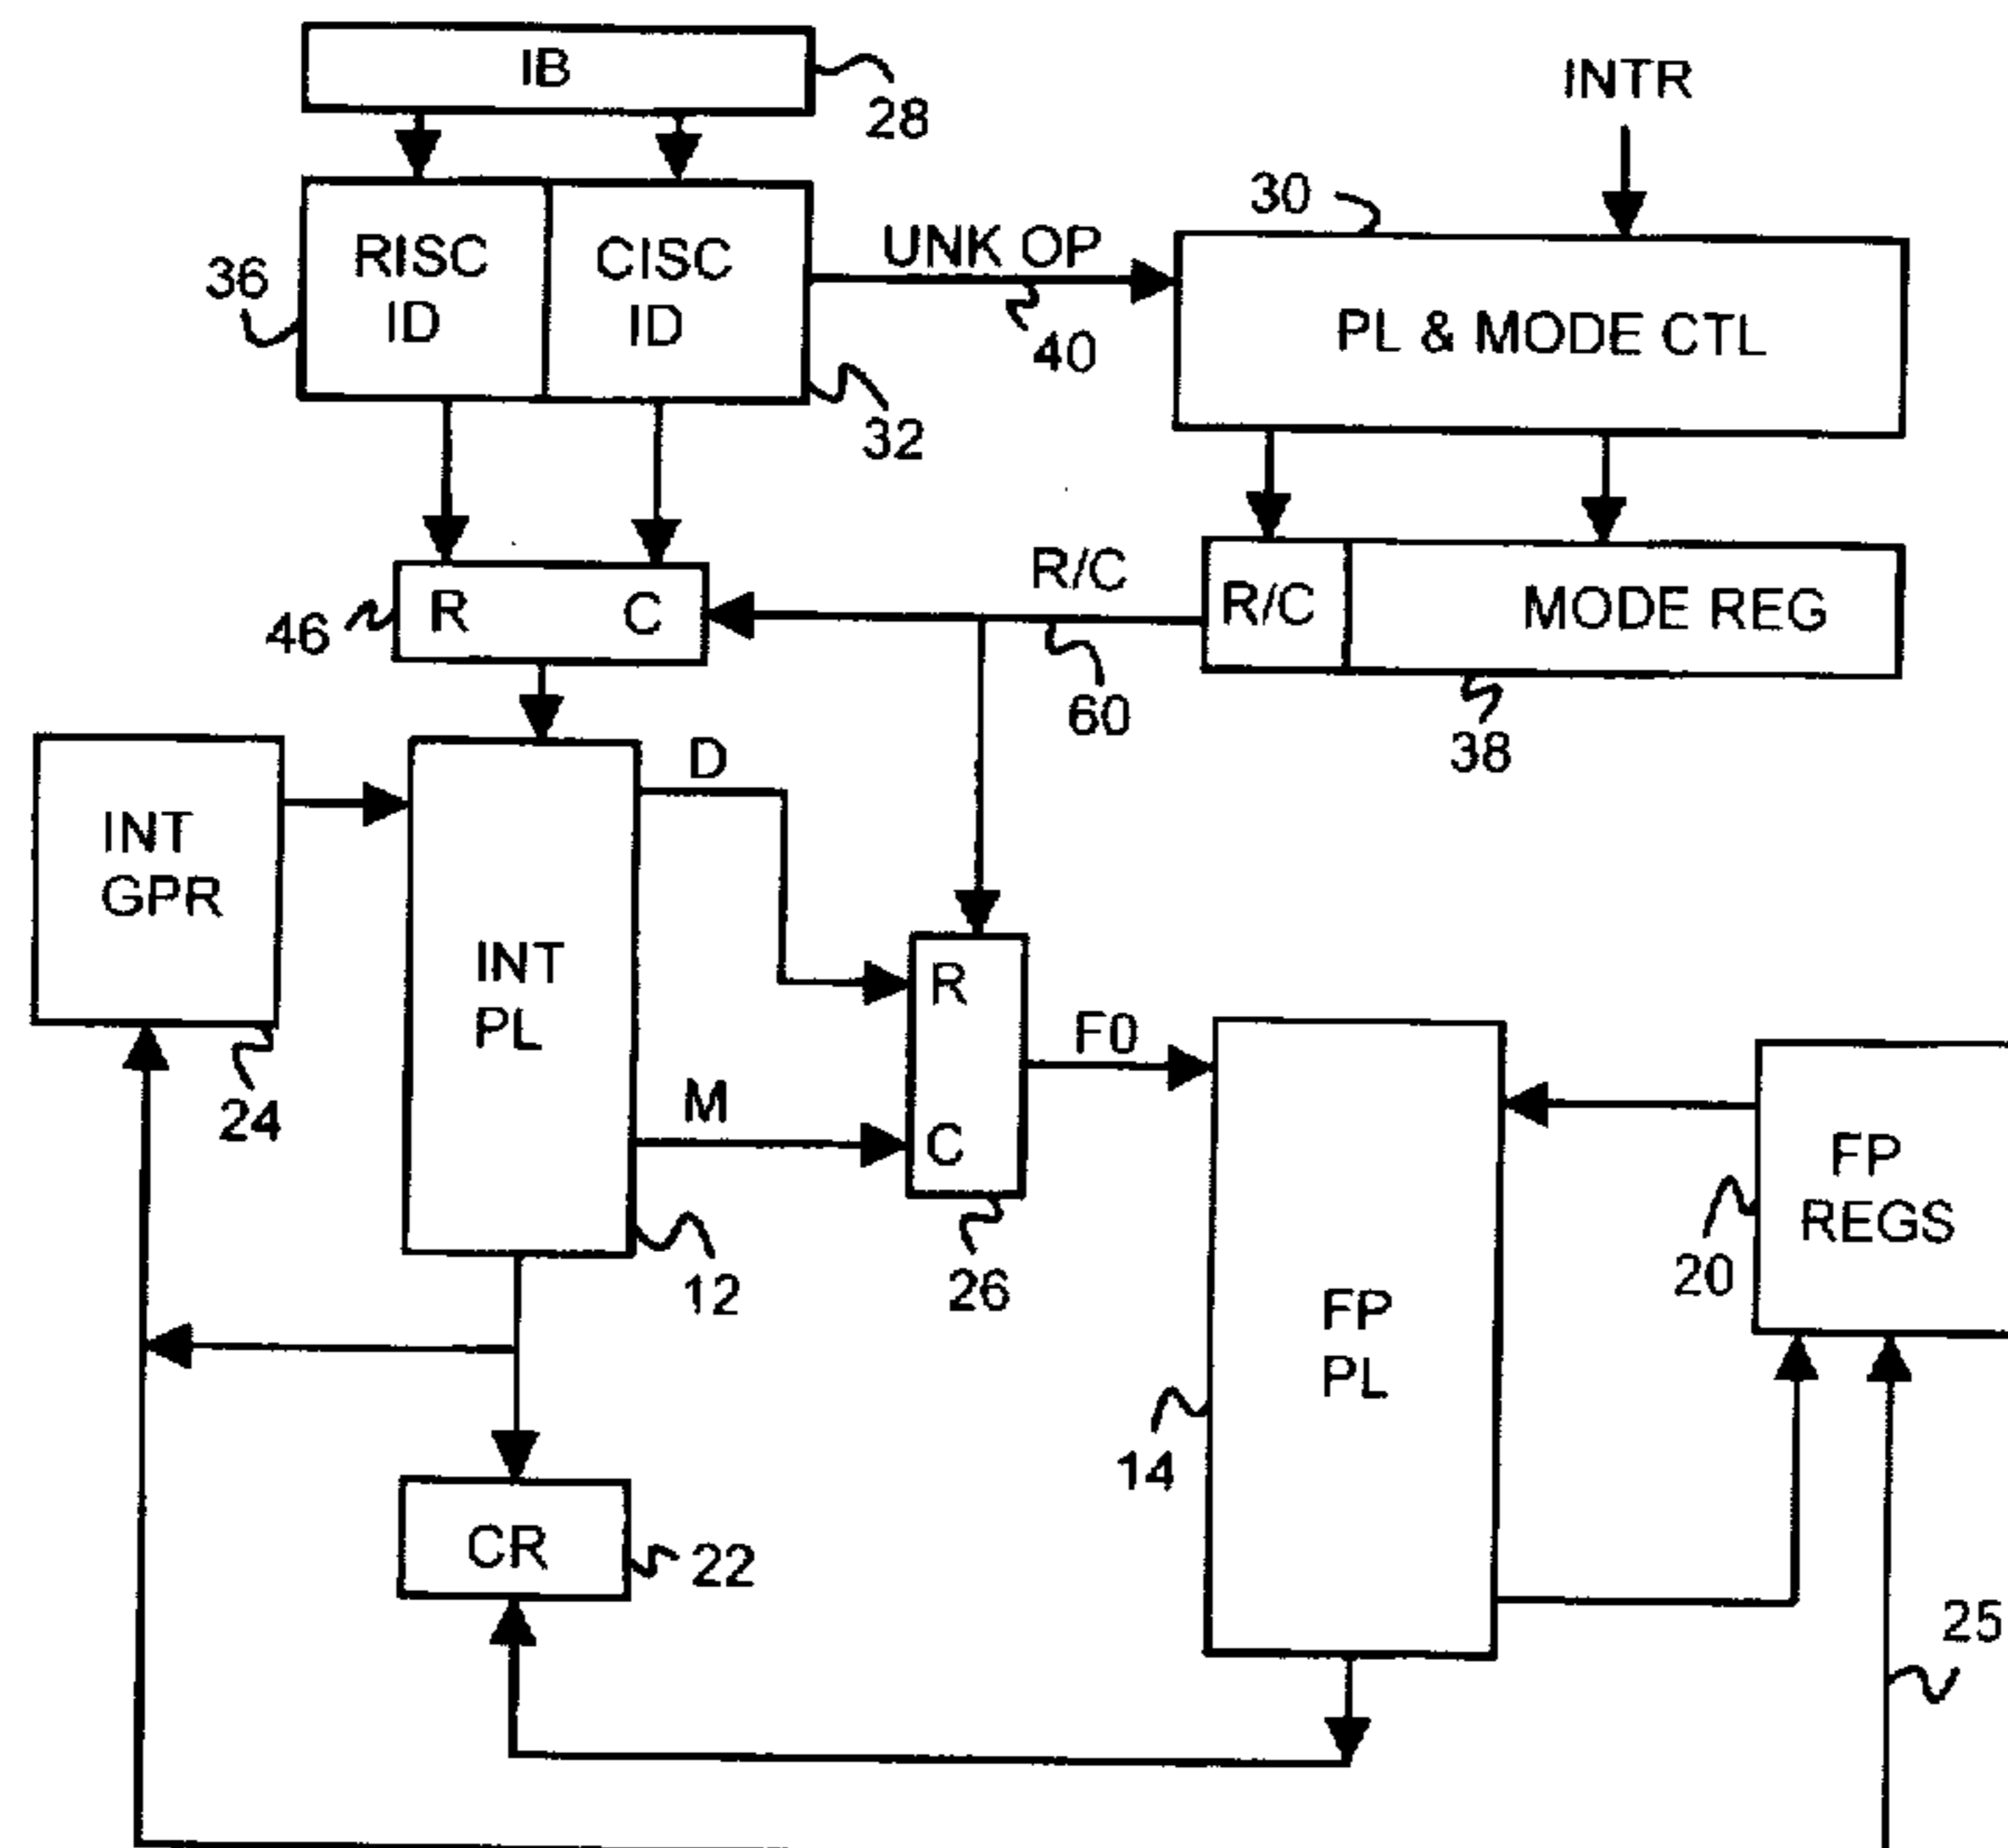 IB
28
INTR
RISC
ID
CISC
ID
36
32
UNK OP
40
30
PL & MODE CTL
R C
46
R/C
60
R/C
MODE REG
38
INT
GPR
24
INT
PL
D
M
12
R
C
26
F0
FP
PL
14
FP
REGS
20
CR
22
25